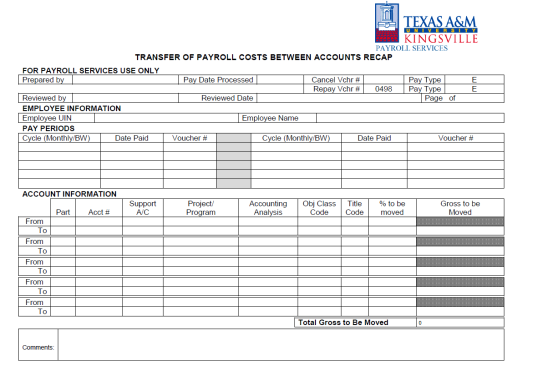 TEXAS A&M
UNIVERSITY
KINGSVILLE
PAYROLL SERVICES
TRANSFER OF PAYROLL COSTS BETWEEN ACCOUNTS RECAP
FOR PAYROLL SERVICES USE ONLY
Prepared by Pay Date Processed Cancel Vchr # Pay Type E
Repay Vchr # 0498 Pay Type E
Reviewed by Reviewed Date Page of
EMPLOYEE INFORMATION
Employee UIN Employee Name
PAY PERIODS
Cycle (Monthly/BW) Date Paid Voucher # Cycle (Monthly/BW) Date Paid Voucher #
ACCOUNT INFORMATION
Part Acct # Support A/C Project/ Program Accounting Analysis Obj Class Code Title Code % to be moved Gross to be Moved
From
To
From
To
From
To
From
To
From
To
Total Gross to Be Moved 0
Comments: